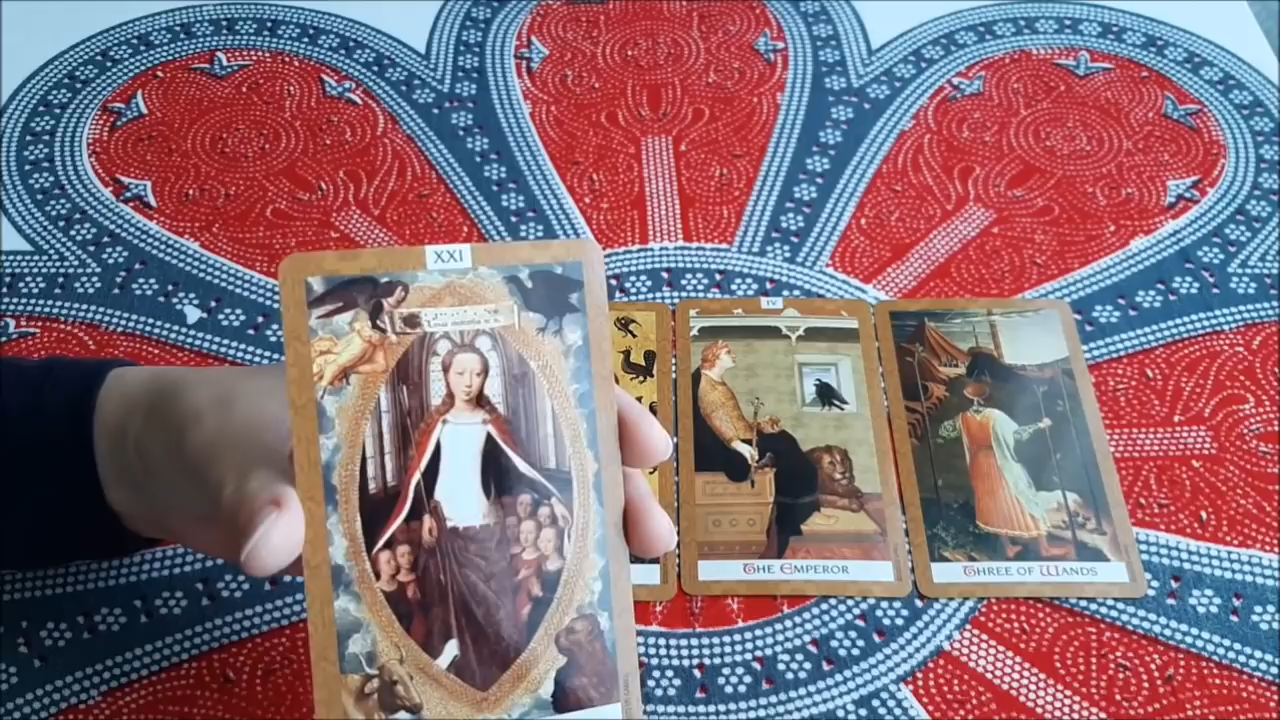 XXI
IV
THE EMPEROR
THREE OF WANDS